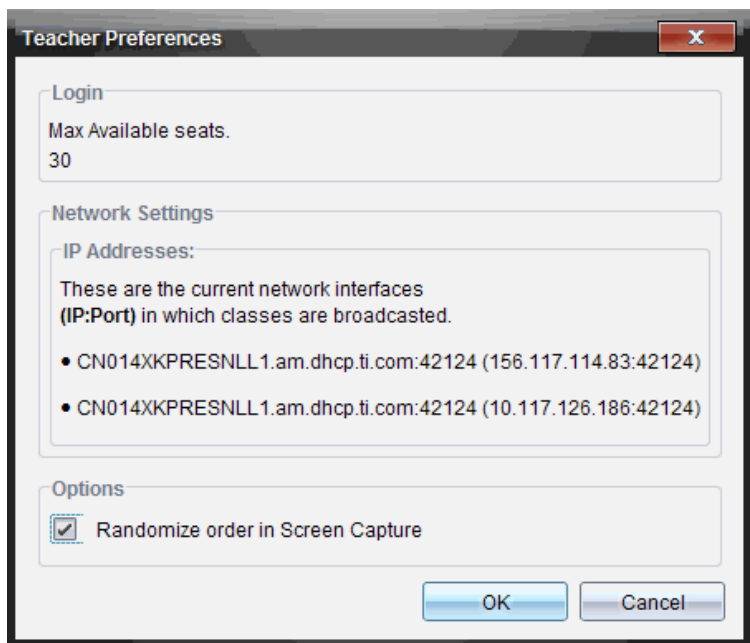 Teacher Preferences
Login
Max Available seats.
30
Network Settings
IP Addresses:
These are the current network interfaces
(IP:Port) in which classes are broadcasted.
• CN014XKPRESNLL1.am.dhcp.ti.com:42124 (156.117.114.83:42124)
• CN014XKPRESNLL1.am.dhcp.ti.com:42124 (10.117.126.186:42124)
Options
Randomize order in Screen Capture
OK Cancel